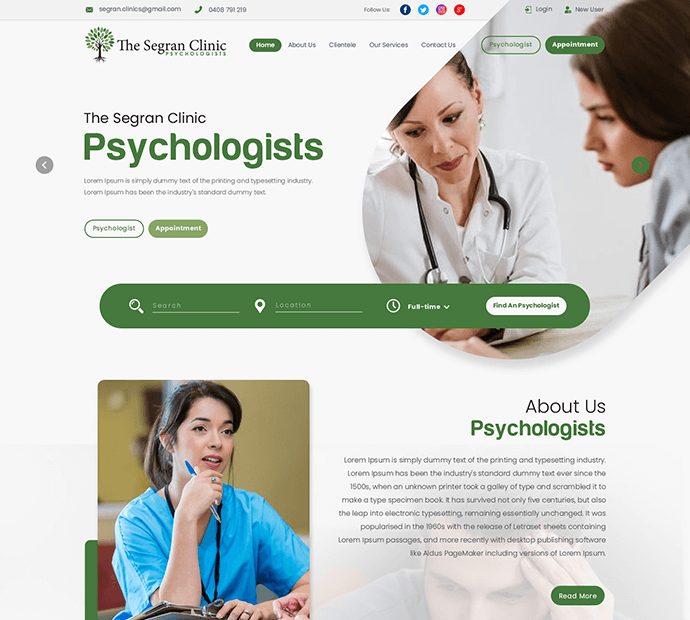 segran.clinics@gmail.com 0408 791 219 Follow Us: Login New User
The Segran Clinic
PSYCHOLOGISTS
Home About Us Clientele Our Services Contact Us Psychologist Appointment
The Segran Clinic
Psychologists
Lorem Ipsum is simply dummy text of the printing and typesetting industry.
Lorem Ipsum has been the industry's standard dummy text.
Psychologist Appointment
Search Location Full-time Find An Psychologist
About Us
Psychologists
Lorem Ipsum is simply dummy text of the printing and typesetting industry.
Lorem Ipsum has been the industry's standard dummy text ever since the
1500s, when an unknown printer took a galley of type and scrambled it to
make a type specimen book. It has survived not only five centuries, but also
the leap into electronic typesetting, remaining essentially unchanged. It was
popularised in the 1960s with the release of Letraset sheets containing
Lorem Ipsum passages, and more recently with desktop publishing software
like Aldus PageMaker including versions of Lorem Ipsum.
Read More